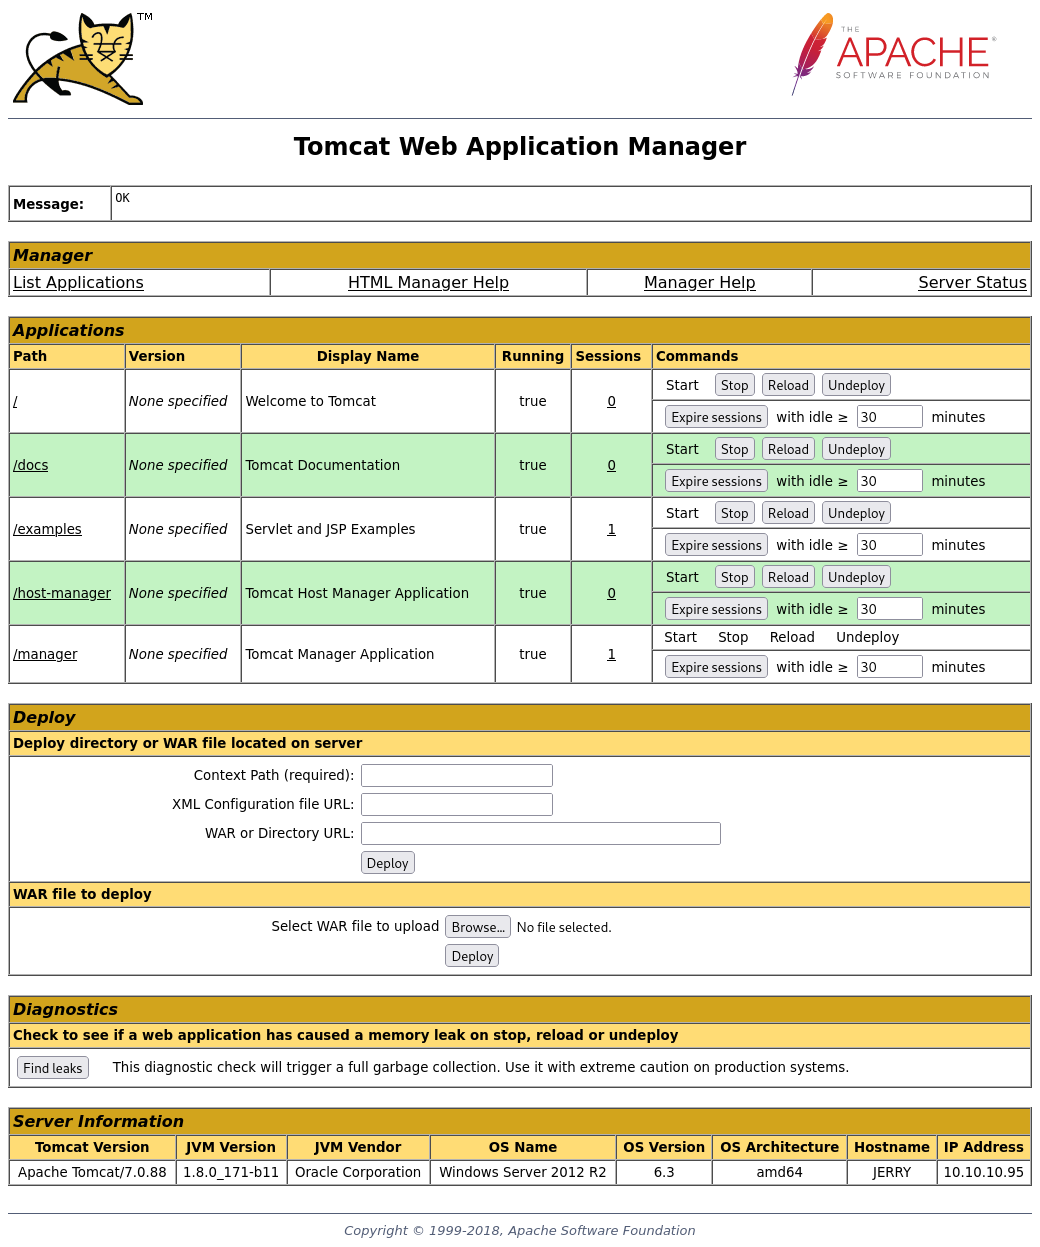 TM
THE
APACHE®
SOFTWARE FOUNDATION
Tomcat Web Application Manager
Message: OK
Manager
List Applications HTML Manager Help Manager Help Server Status
Applications
Path Version Display Name Running Sessions Commands
/ None specified Welcome to Tomcat true 0 Start Stop Reload Undeploy
Expire sessions with idle ≥ 30 minutes
/docs None specified Tomcat Documentation true 0 Start Stop Reload Undeploy
Expire sessions with idle ≥ 30 minutes
/examples None specified Servlet and JSP Examples true 1 Start Stop Reload Undeploy
Expire sessions with idle ≥ 30 minutes
/host-manager None specified Tomcat Host Manager Application true 0 Start Stop Reload Undeploy
Expire sessions with idle ≥ 30 minutes
/manager None specified Tomcat Manager Application true 1 Start Stop Reload Undeploy
Expire sessions with idle ≥ 30 minutes
Deploy
Deploy directory or WAR file located on server
Context Path (required):
XML Configuration file URL:
WAR or Directory URL:
Deploy
WAR file to deploy
Select WAR file to upload Browse... No file selected.
Deploy
Diagnostics
Check to see if a web application has caused a memory leak on stop, reload or undeploy
Find leaks This diagnostic check will trigger a full garbage collection. Use it with extreme caution on production systems.
Server Information
Tomcat Version JVM Version JVM Vendor OS Name OS Version OS Architecture Hostname IP Address
Apache Tomcat/7.0.88 1.8.0_171-b11 Oracle Corporation Windows Server 2012 R2 6.3 amd64 JERRY 10.10.10.95
Copyright © 1999-2018, Apache Software Foundation